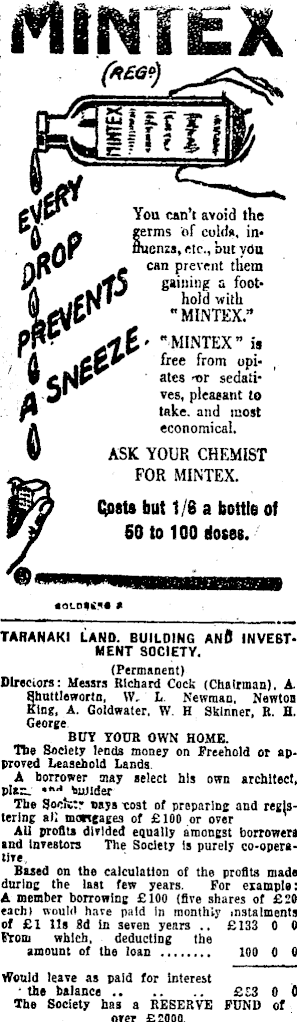 MINTEX
(REGD)
MINTEX
EVERY
DROP
PREVENTS
A SNEEZE.
You can't avoid the
germs of colds, in-
fluenza, etc., but you
can prevent them
gaining a foot-
hold with
"MINTEX."
"MINTEX" is
free from opi-
ates or sedati-
ves, pleasant to
take, and most
economical.
ASK YOUR CHEMIST
FOR MINTEX.
Costs but 1/6 a bottle of
50 to 100 doses.
TARANAKI LAND, BUILDING AND INVEST-
MENT SOCIETY.
(Permanent)
Directors: Messrs Richard Cock (Chairman), A.
Shuttleworth, W. L. Newman, Newton
King, A. Goldwater, W. H Skinner, R. H.
George
BUY YOUR OWN HOME.
The Society lends money on Freehold or ap-
proved Leasehold Lands.
A borrower may select his own architect,
plan and builder
The Society pays cost of preparing and regis-
tering all mortgages of £100 or over
All profits divided equally amongst borrowers
and investors The Society is purely co-opera-
tive.
Based on the calculation of the profits made
during the last few years. For example:
A member borrowing £100 (five shares of £20
each) would have paid in monthly instalments
of £1 11s 8d in seven years .. £133 0 0
From which, deducting the
amount of the loan ........ 100 0 0
Would leave as paid for interest
the balance .. .. .. £33 0 0
The Society has a RESERVE FUND of
over £2000.